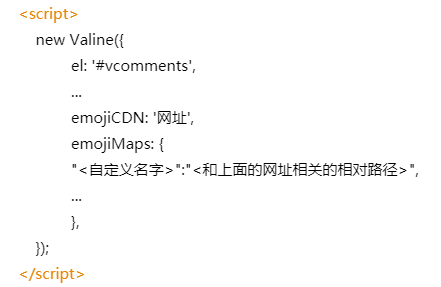 <script>
new Valine({
el: '#vcomments',
...
emojiCDN: '网址',
emojiMaps: {
"<自定义名字>":"<和上面的网址相关的相对路径>",
...
},
});
</script>